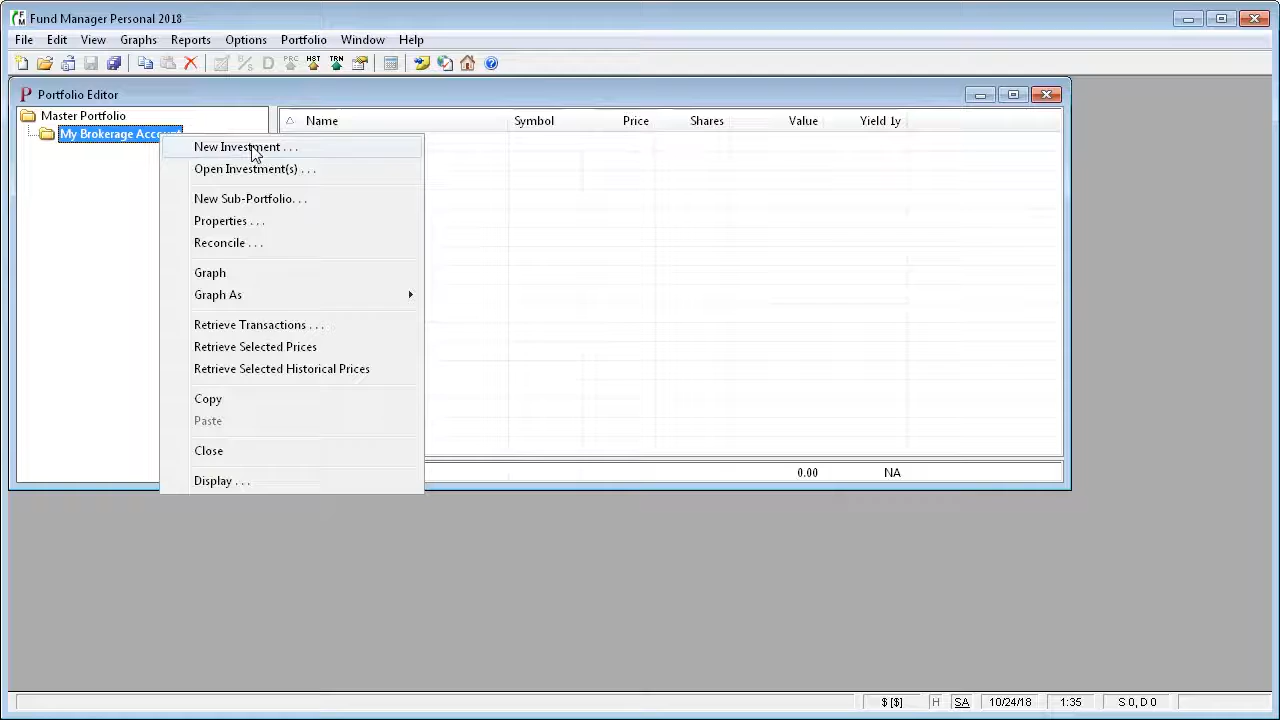 Fund Manager Personal 2018
File Edit View Graphs Reports Options Portfolio Window Help
PRC HST TRN
Portfolio Editor
Master Portfolio
My Brokerage Account
Name Symbol Price Shares Value Yield 1y
New Investment . . .
Open Investment(s) . . .
New Sub-Portfolio. . .
Properties . . .
Reconcile . . .
Graph
Graph As
Retrieve Transactions . . .
Retrieve Selected Prices
Retrieve Selected Historical Prices
Copy
Paste
Close
Display . . .
0.00 NA
$ [$] H SA 10/24/18 1:35 S 0, D 0